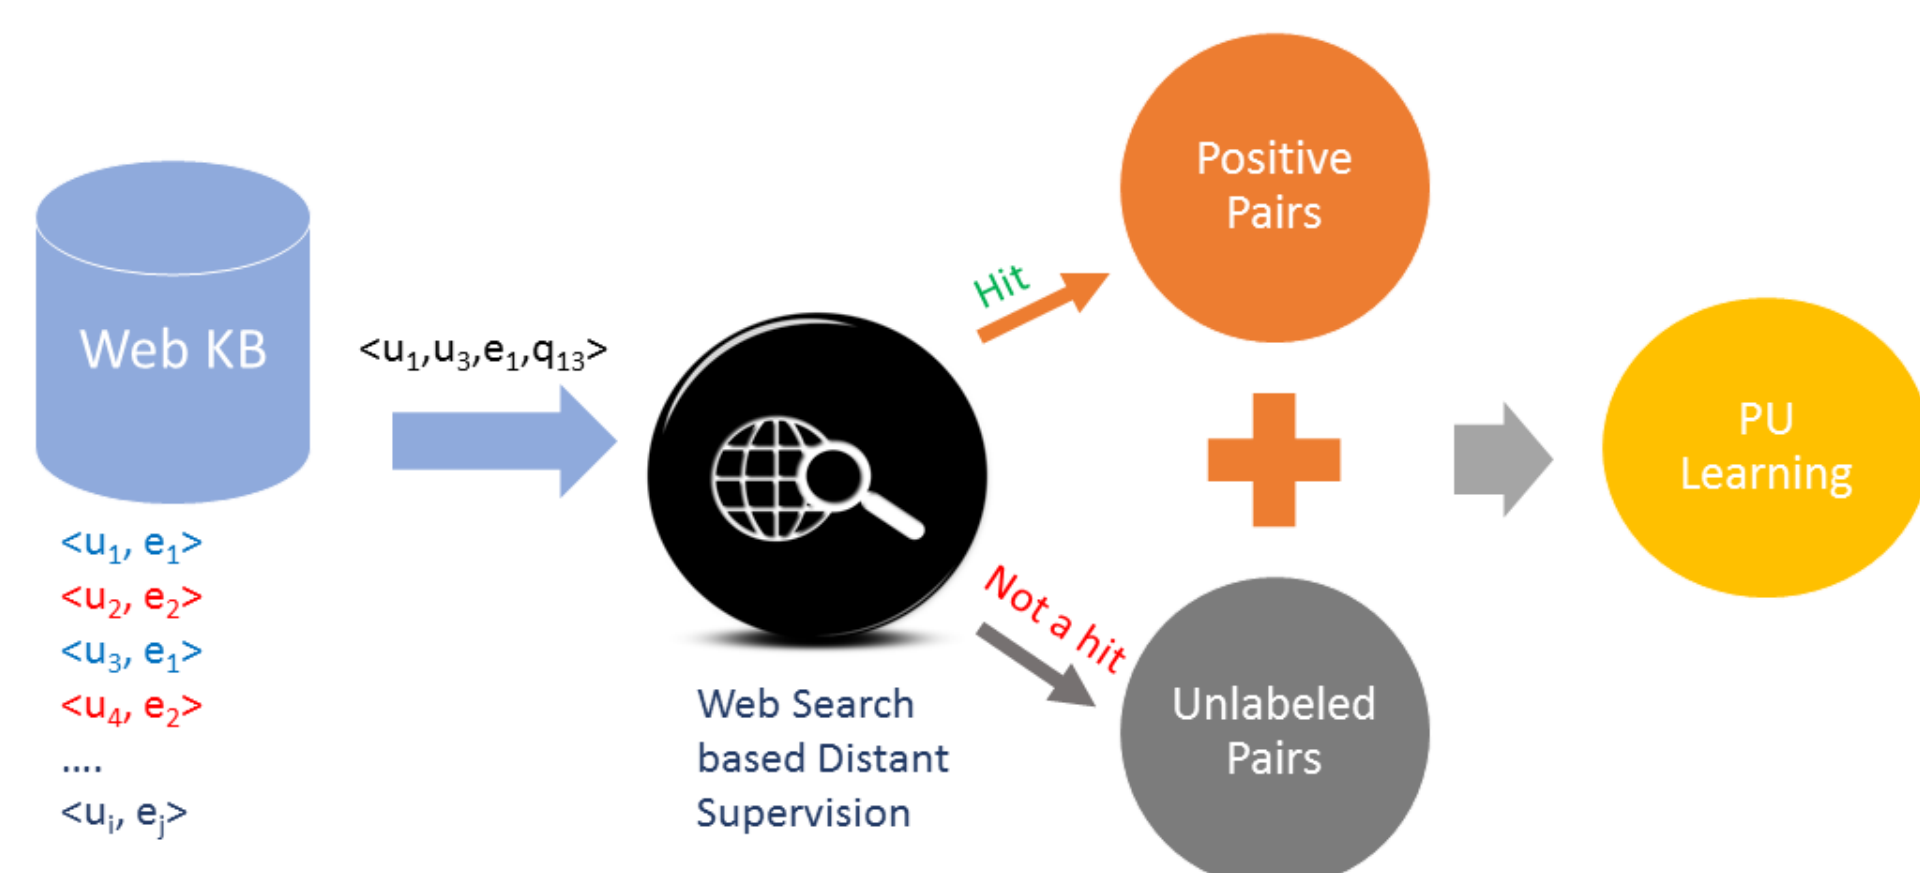 Web KB
<u1, e1>
<u2, e2>
<u3, e1>
<u4, e2>
....
<ui, ej>
<u1,u3,e1,q13>
Web Search
based Distant
Supervision
Hit
Not a hit
Positive
Pairs
Unlabeled
Pairs
PU
Learning